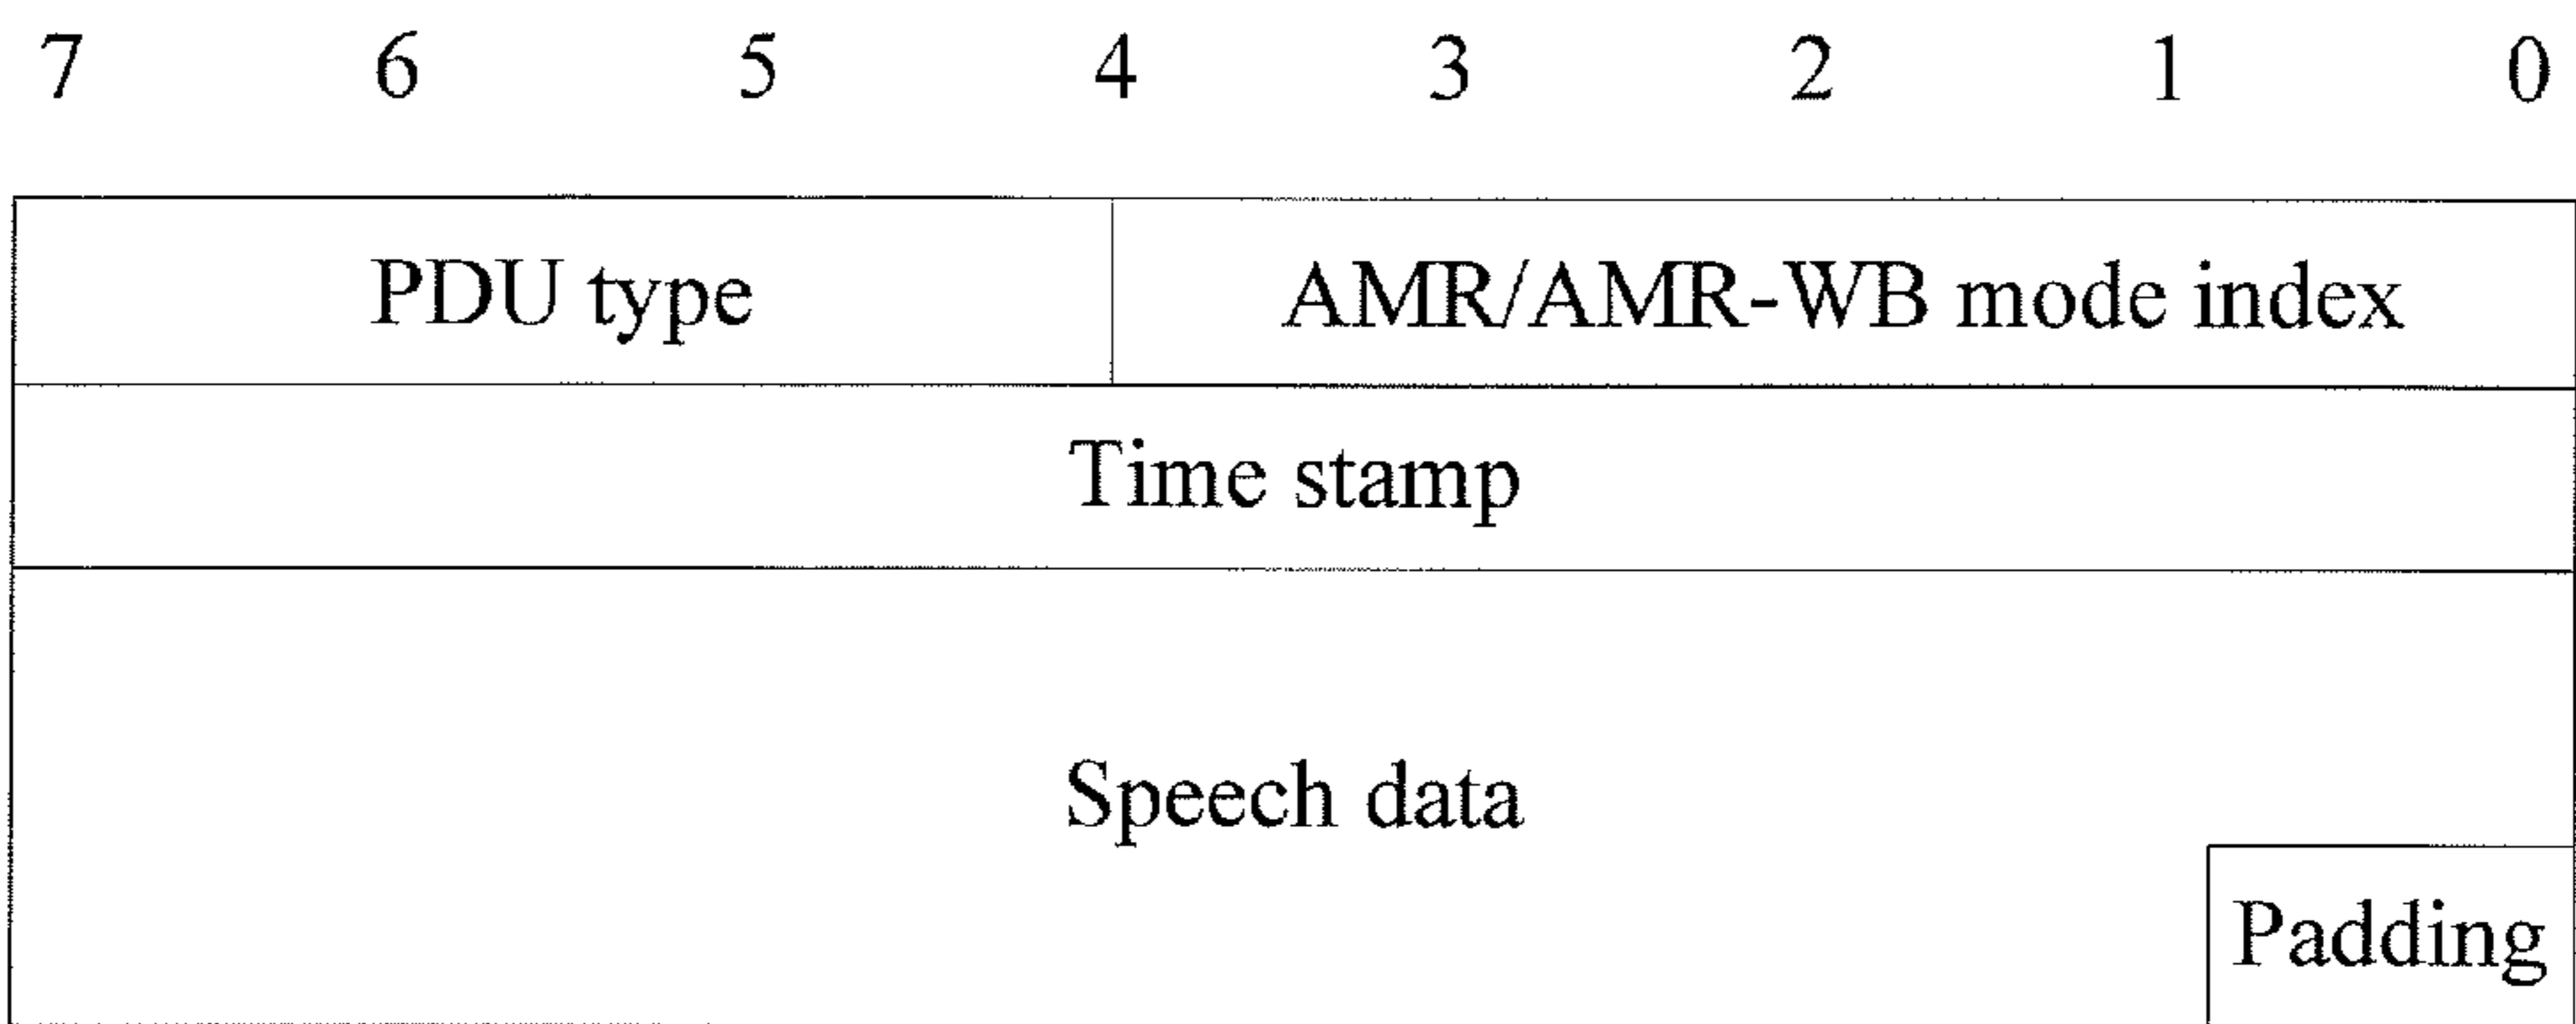 7 6 5 4 3 2 1 0
PDU type AMR/AMR-WB mode index
Time stamp
Speech data
Padding